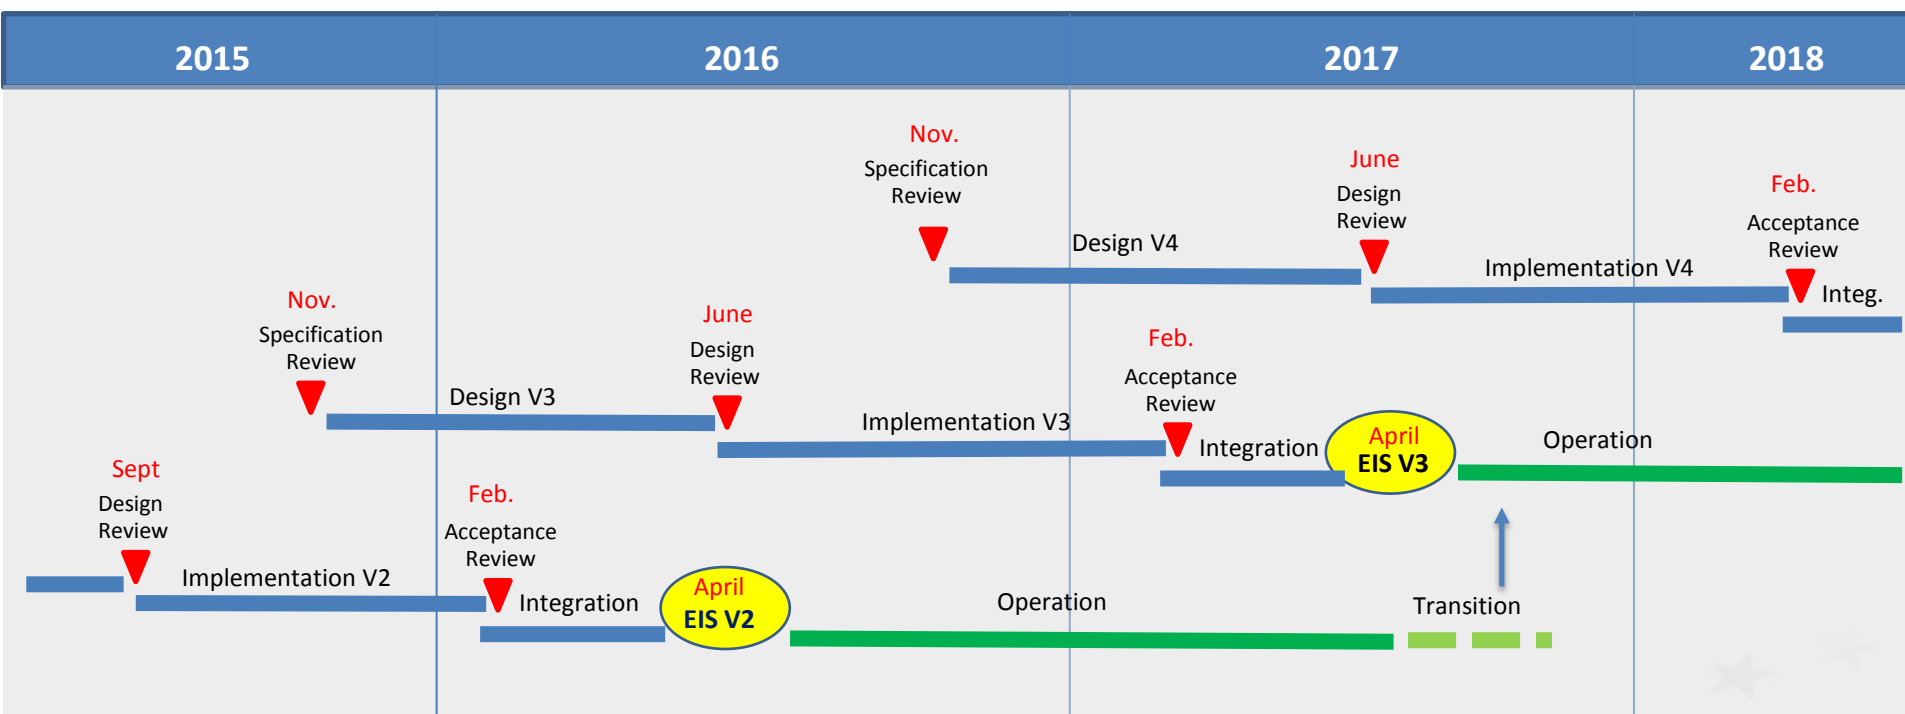 2015
2016
2017
2018
Nov.
Specification
Review
June
Design
Review
Feb.
Acceptance
Review
Design V4
Implementation V4
Integ.
Nov.
Specification
Review
June
Design
Review
Feb.
Acceptance
Review
Design V3
Implementation V3
Integration
April
EIS V3
Operation
Sept
Design
Review
Feb.
Acceptance
Review
Implementation V2
Integration
April
EIS V2
Operation
Transition